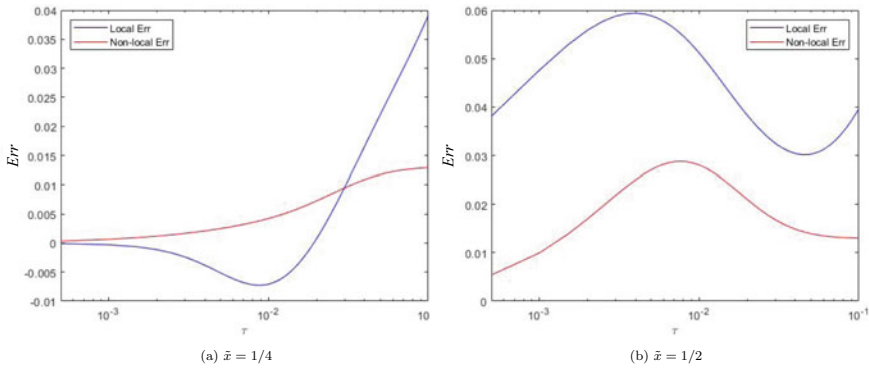 0.04
0.035
0.03
0.025
0.02
0.015
0.01
0.005
0
-0.005
-0.01
Err
Local Err
Non-local Err
10-3
10-2
10
τ
(a) x̃ = 1/4
0.06
0.05
0.04
0.03
0.02
0.01
0
Err
Local Err
Non-local Err
10-3
10-2
10-1
τ
(b) x̃ = 1/2